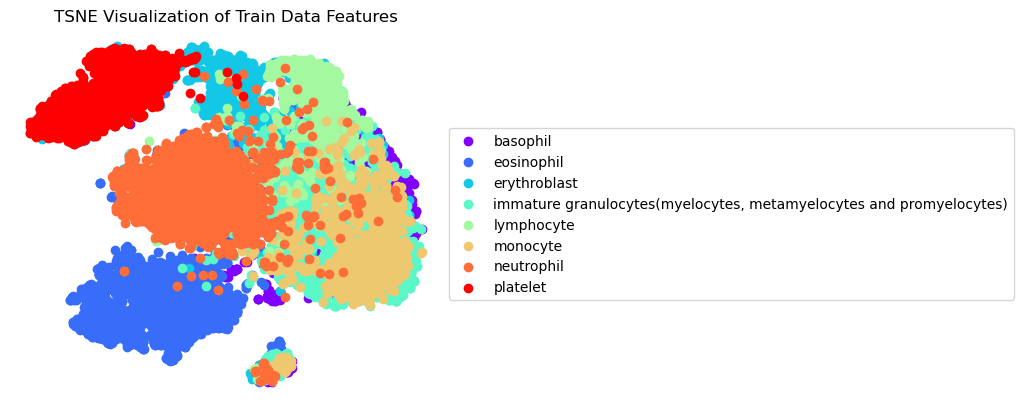 TSNE Visualization of Train Data Features
basophil
eosinophil
erythroblast
immature granulocytes(myelocytes, metamyelocytes and promyelocytes)
lymphocyte
monocyte
neutrophil
platelet